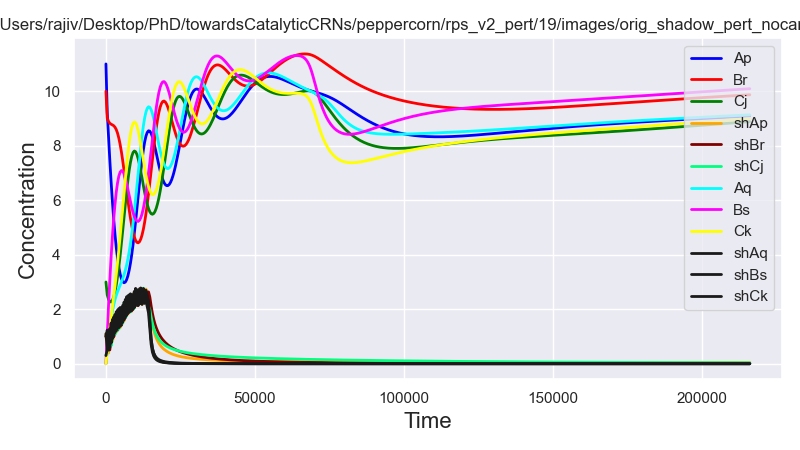 Users/rajiv/Desktop/PhD/towardsCatalyticCRNs/peppercorn/rps_v2_pert/19/images/orig_shadow_pert_nocar
Concentration
10
8
6
4
2
0
0
50000
100000
150000
200000
Time
Ap
Br
Cj
shAp
shBr
shCj
Aq
Bs
Ck
shAq
shBs
shCk